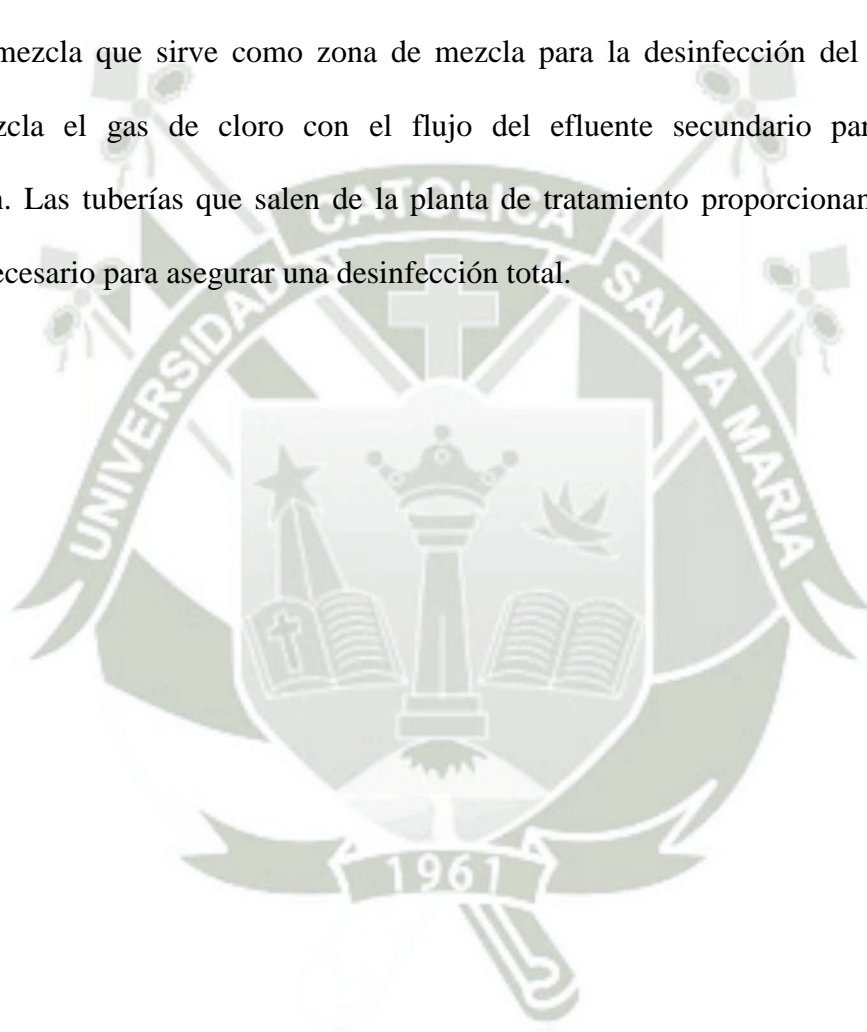 mezcla que sirve como zona de mezcla para la desinfección del
zcla el gas de cloro con el flujo del efluente secundario par
n. Las tuberías que salen de la planta de tratamiento proporcionan
ecesario para asegurar una desinfección total.
UNIVERSIDAD CATOLICA SANTA MARIA
1961